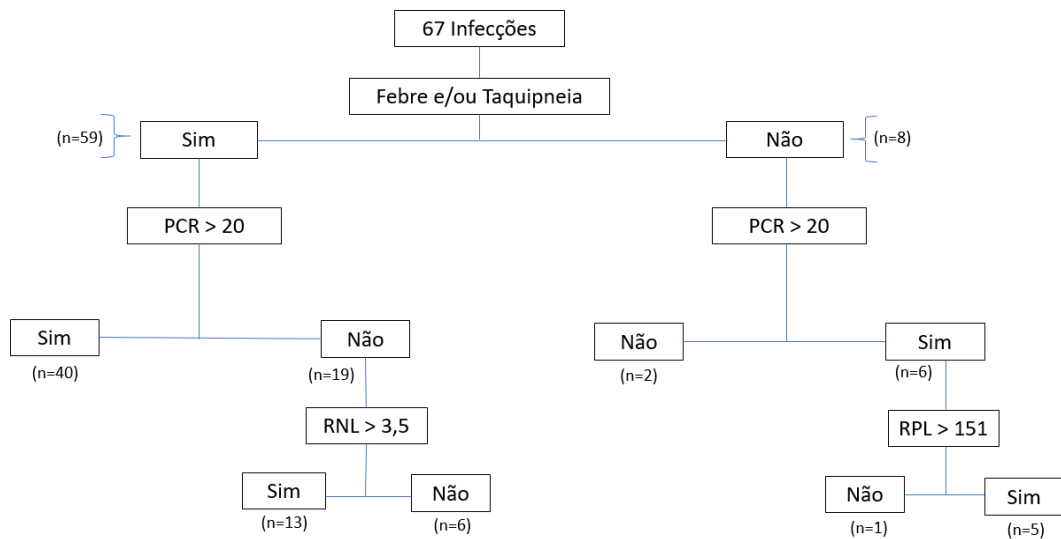 67 Infecções
Febre e/ou Taquipneia
(n=59)
Sim
Não
(n=8)
PCR > 20
PCR > 20
Sim
Não
Não
Sim
(n=40)
(n=19)
(n=2)
(n=6)
RNL > 3,5
RPL > 151
Sim
Não
Não
Sim
(n=13)
(n=6)
(n=1)
(n=5)